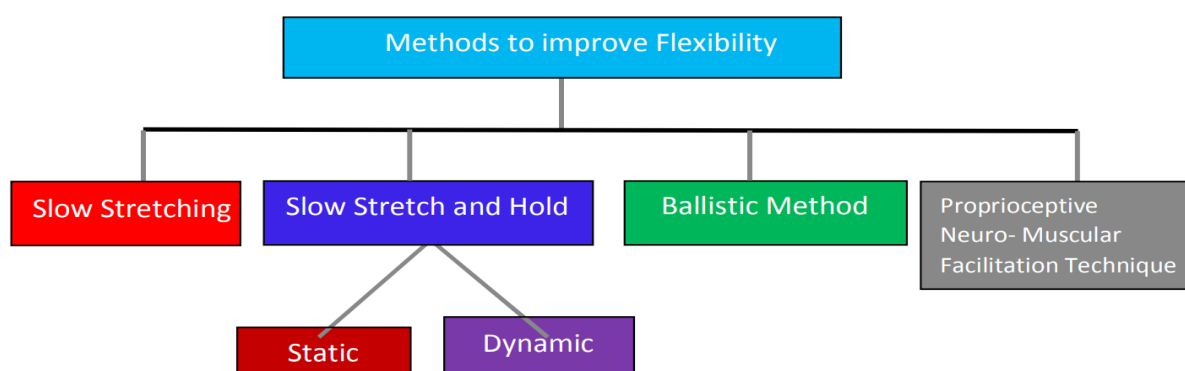 Methods to improve Flexibility
Slow Stretching
Slow Stretch and Hold
Ballistic Method
Proprioceptive
Neuro- Muscular
Facilitation Technique
Static
Dynamic